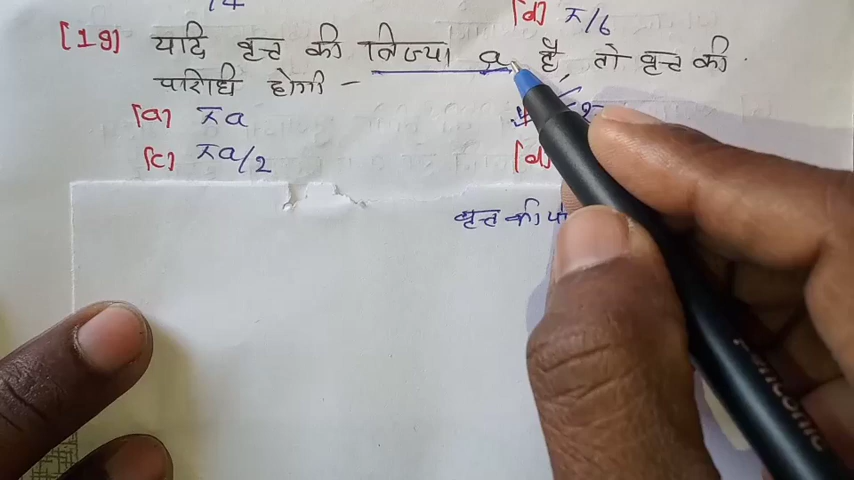 [d] π/6
[19] यदि वृत्त की त्रिज्या a है, तो वृत्त की
परिधि होगी -
[a] πa
[c] πa/2
[d]
वृत्त की